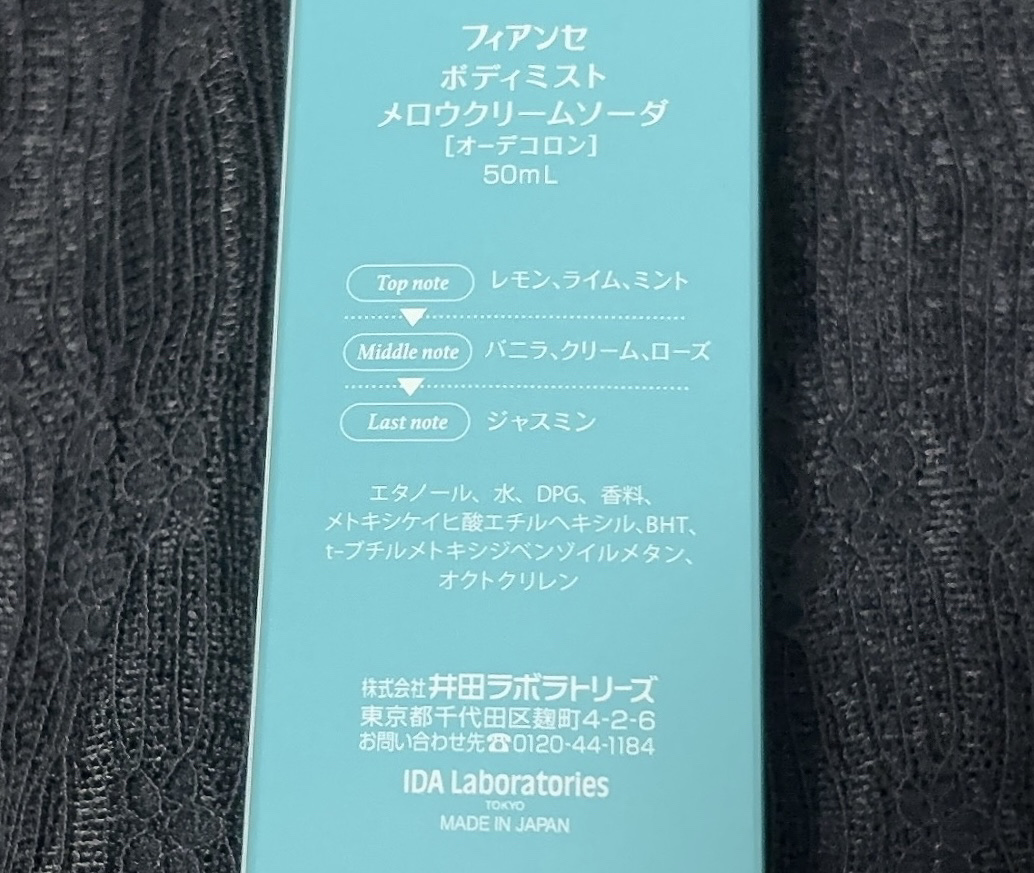 フィアンセ
ボディミスト
メロウクリームソーダ
[オーデコロン]
50mL
Top note レモン、ライム、ミント
Middle note バニラ、クリーム、ローズ
Last note ジャスミン
エタノール、水、DPG、香料、
メトキシケイヒ酸エチルヘキシル、BHT、
t-ブチルメトキシジベンゾイルメタン、
オクトクリレン
株式会社井田ラボラトリーズ
東京都千代田区麹町4-2-6
お問い合わせ先☎0120-44-1184
IDA Laboratories
TOKYO
MADE IN JAPAN